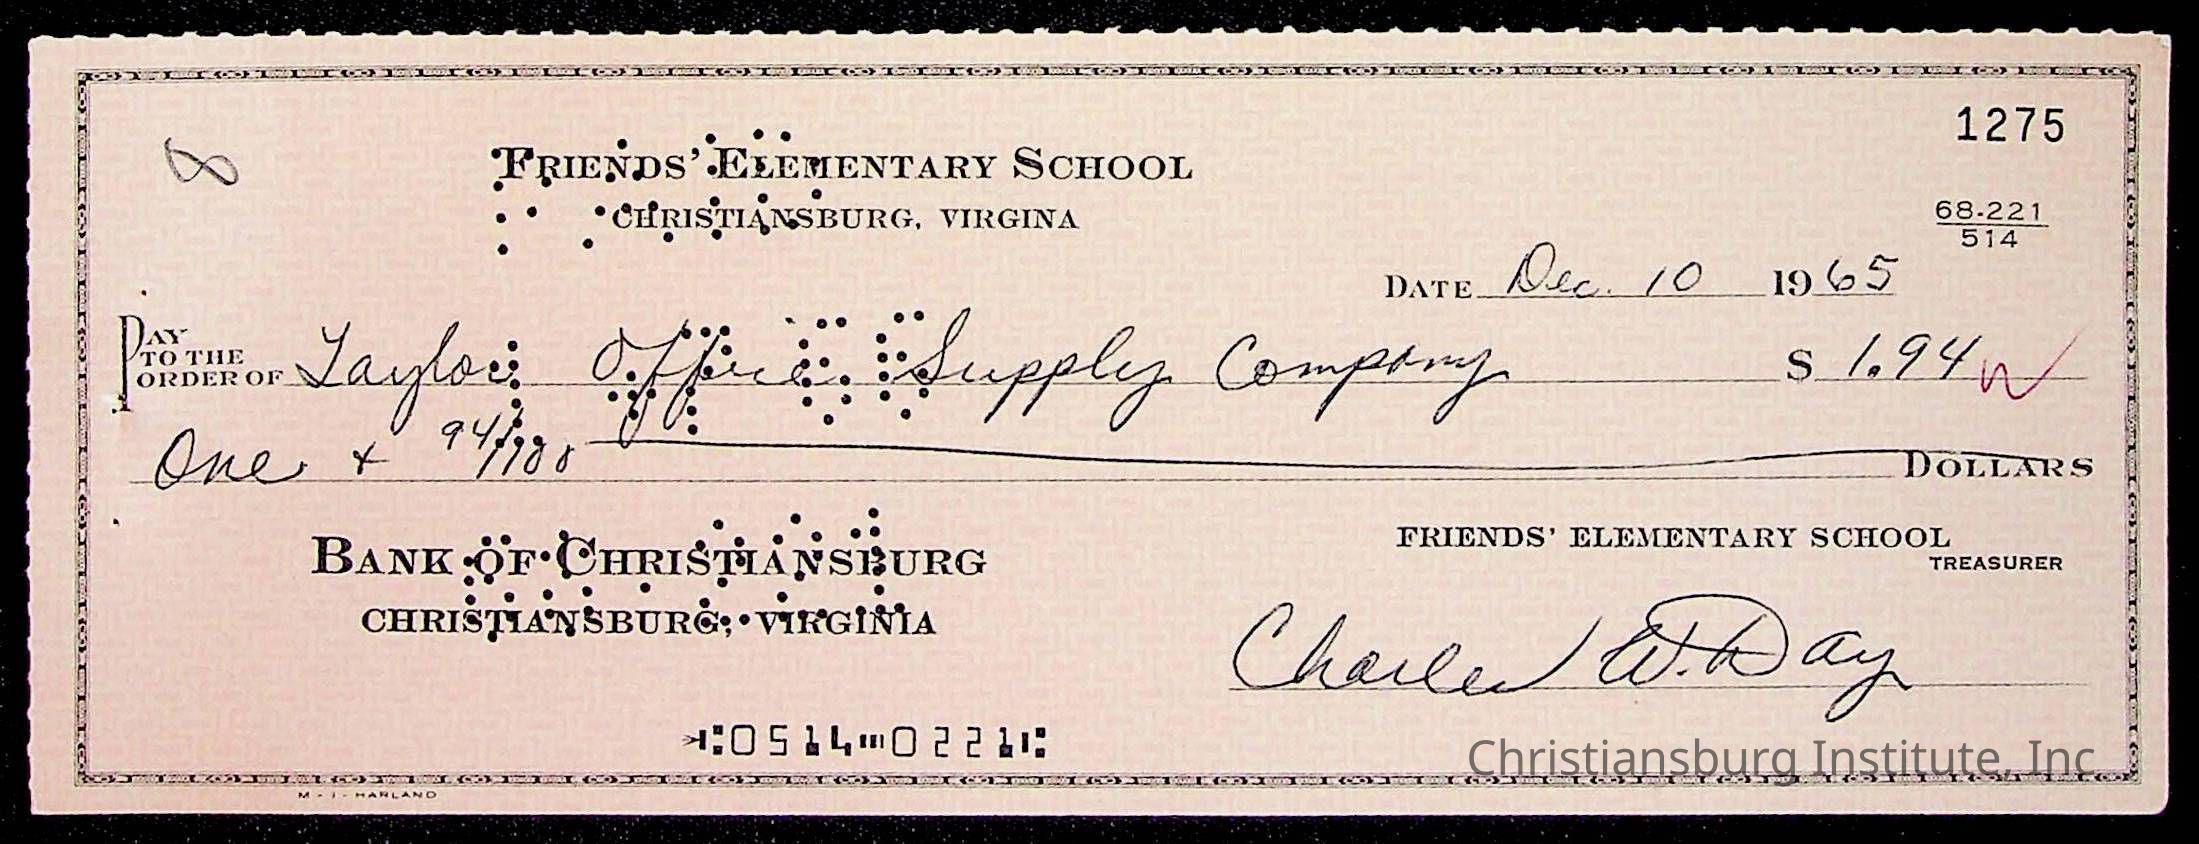 1275
8
FRIENDS' ELEMENTARY SCHOOL
CHRISTIANSBURG, VIRGINA
68-221
514
DATE Dec. 10 1965
PAY TO THE ORDER OF Taylor Office Supply Company $ 1.94
One + 94/100 DOLLARS
BANK OF CHRISTIANSBURG
CHRISTIANSBURG, VIRGINIA
FRIENDS' ELEMENTARY SCHOOL
TREASURER
Charles W. Day
⑆0514⑉0221⑆
Christiansburg Institute, Inc
M-J-HARLAND